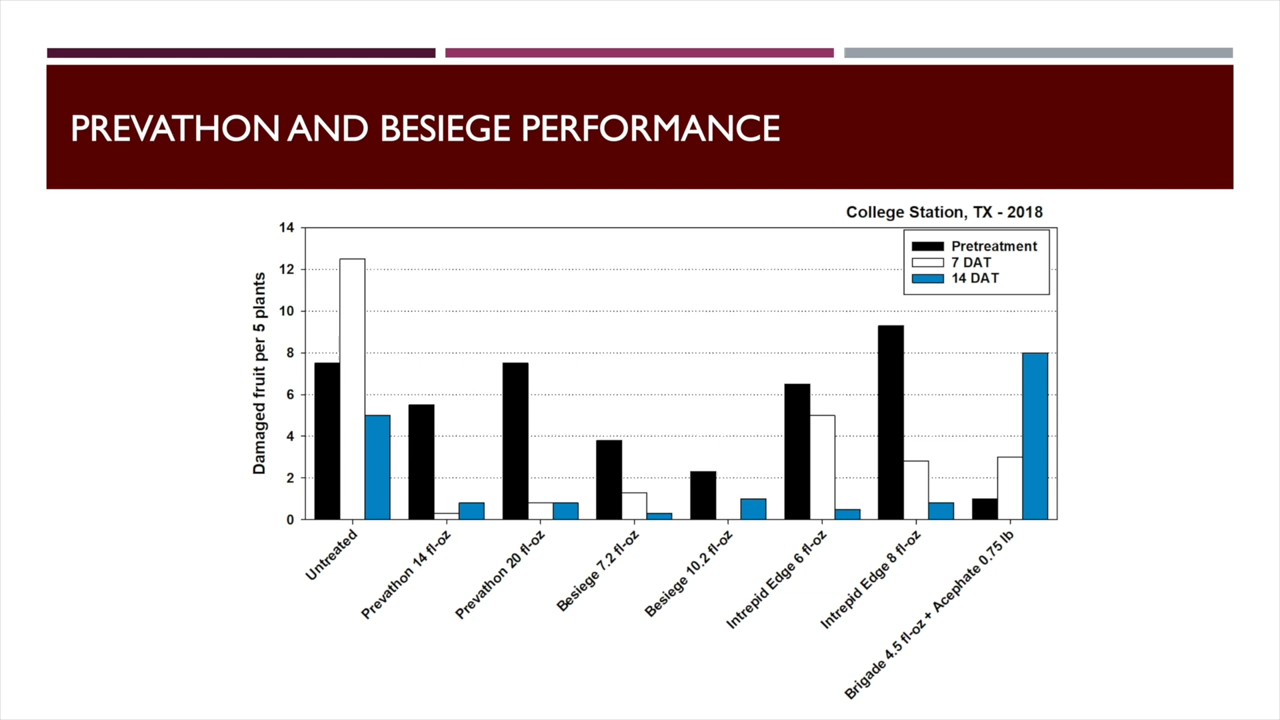 PREVATHON AND BESIEGE PERFORMANCE
College Station, TX - 2018
Pretreatment
7 DAT
14 DAT
Damaged fruit per 5 plants
14
12
10
8
6
4
2
0
Untreated
Prevathon 14 fl-oz
Prevathon 20 fl-oz
Besiege 7.2 fl-oz
Besiege 10.2 fl-oz
Intrepid Edge 6 fl-oz
Intrepid Edge 8 fl-oz
Brigade 4.5 fl-oz + Acephate 0.75 lb